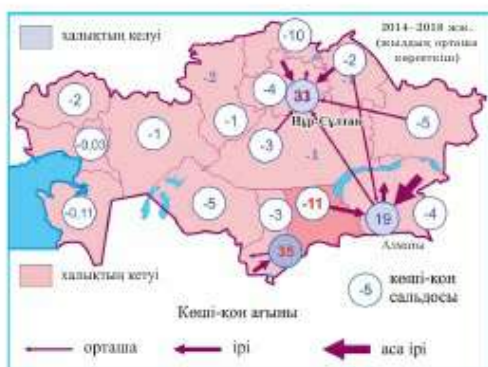 халықтың келуі
2014–2018 жж.
(жылдық орташа
көрсеткіш)
-10
-2
-2
-4
33
Нұр-Сұлтан
-2
-1
-1
-3
-5
-0,03
-1
-0,11
-5
-3
-11
19
-4
Алматы
35
халықтың кетуі
-5
көші-қон
сальдосы
Көші-қон ағыны
орташа
ірі
аса ірі